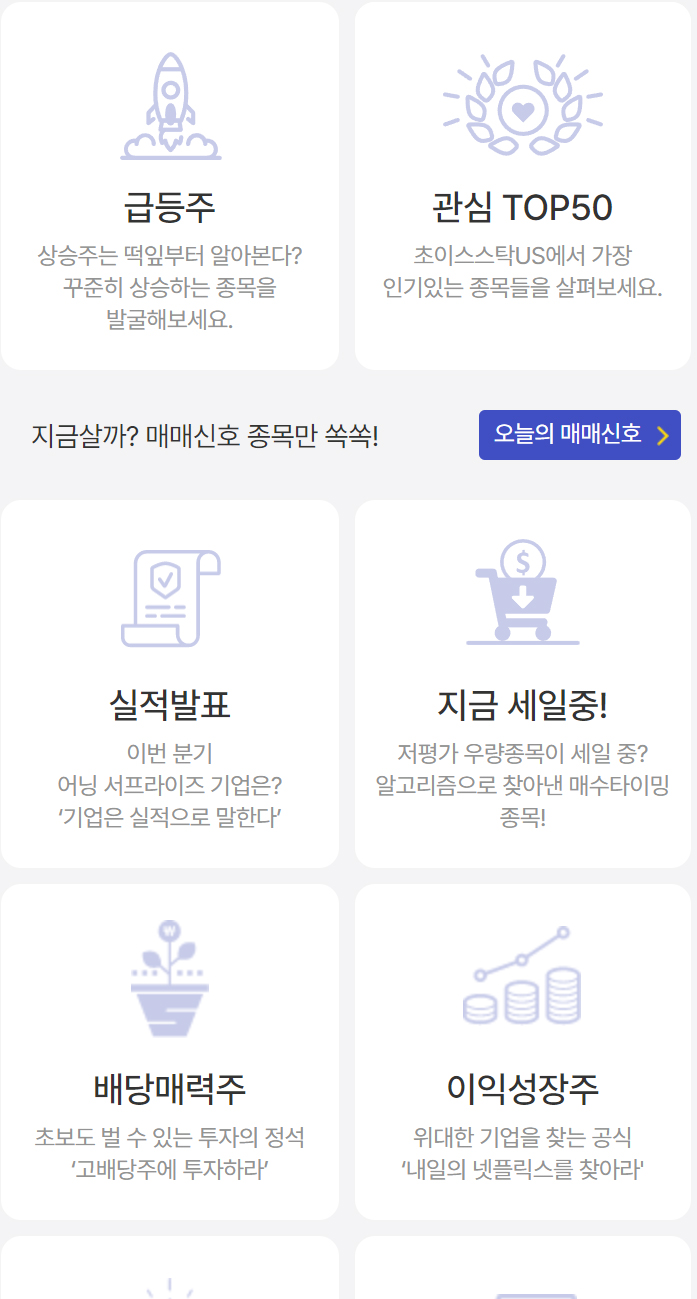 급등주
상승주는 떡잎부터 알아본다?
꾸준히 상승하는 종목을
발굴해보세요.
관심 TOP50
초이스스탁US에서 가장
인기있는 종목들을 살펴보세요.
지금살까? 매매신호 종목만 쏙쏙!
오늘의 매매신호
실적발표
이번 분기
어닝 서프라이즈 기업은?
‘기업은 실적으로 말한다’
$
지금 세일중!
저평가 우량종목이 세일 중?
알고리즘으로 찾아낸 매수타이밍
종목!
₩
배당매력주
초보도 벌 수 있는 투자의 정석
‘고배당주에 투자하라’
이익성장주
위대한 기업을 찾는 공식
‘내일의 넷플릭스를 찾아라'